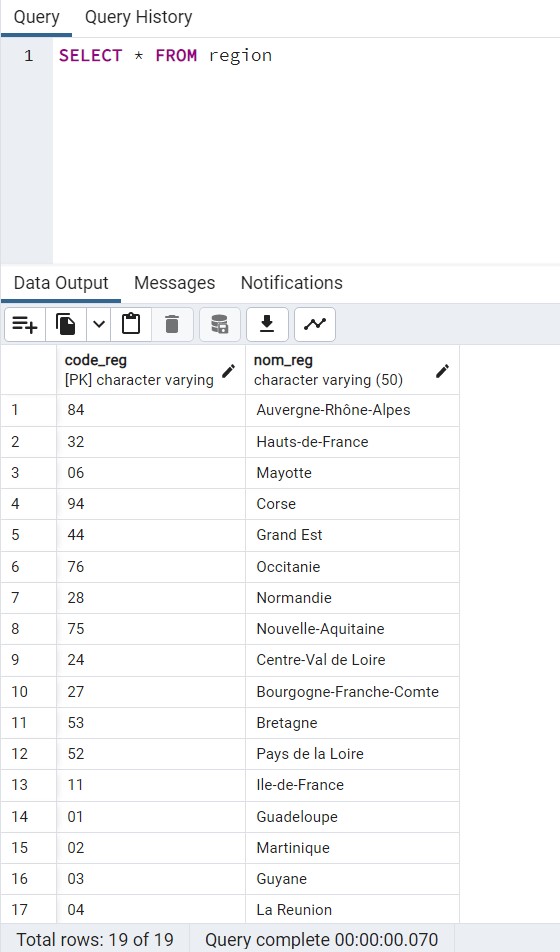 Query Query History
1 SELECT * FROM region
Data Output Messages Notifications
code_reg nom_reg
[PK] character varying character varying (50)
1 84 Auvergne-Rhône-Alpes
2 32 Hauts-de-France
3 06 Mayotte
4 94 Corse
5 44 Grand Est
6 76 Occitanie
7 28 Normandie
8 75 Nouvelle-Aquitaine
9 24 Centre-Val de Loire
10 27 Bourgogne-Franche-Comte
11 53 Bretagne
12 52 Pays de la Loire
13 11 Ile-de-France
14 01 Guadeloupe
15 02 Martinique
16 03 Guyane
17 04 La Reunion
Total rows: 19 of 19 Query complete 00:00:00.070